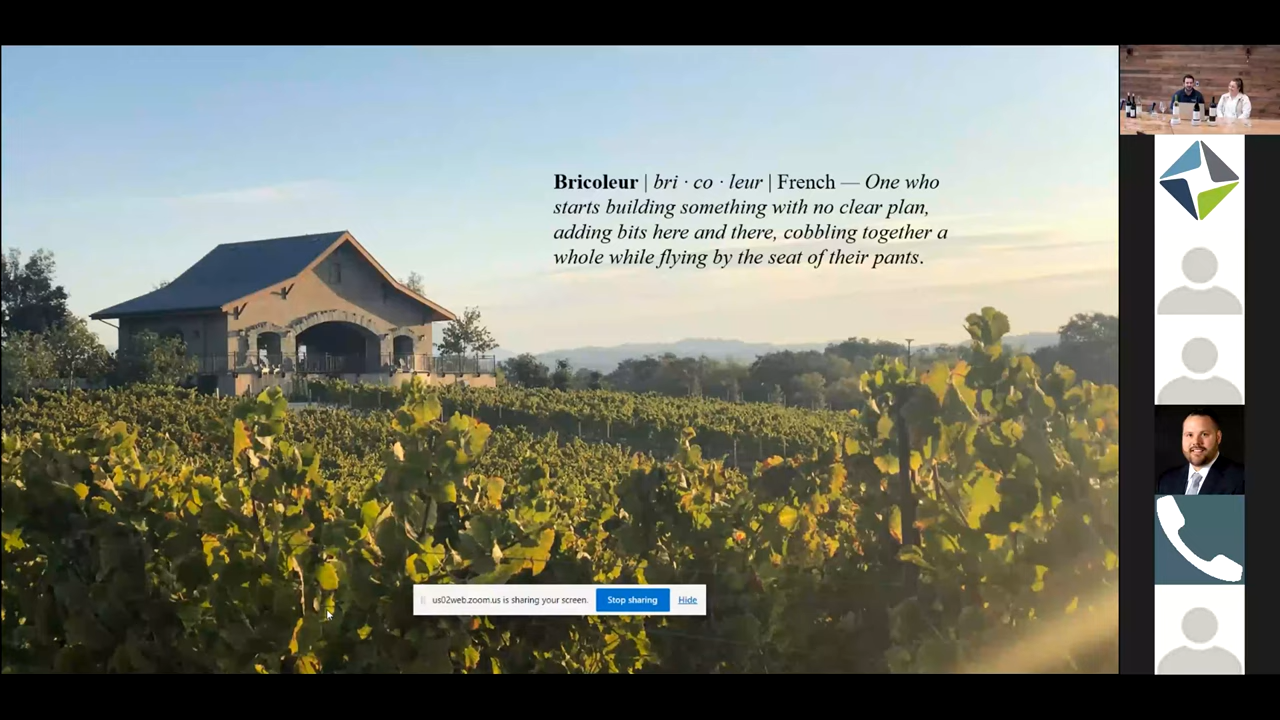 Bricoleur | bri · co · leur | French — One who
starts building something with no clear plan,
adding bits here and there, cobbling together a
whole while flying by the seat of their pants.
us02web.zoom.us is sharing your screen. Stop sharing Hide